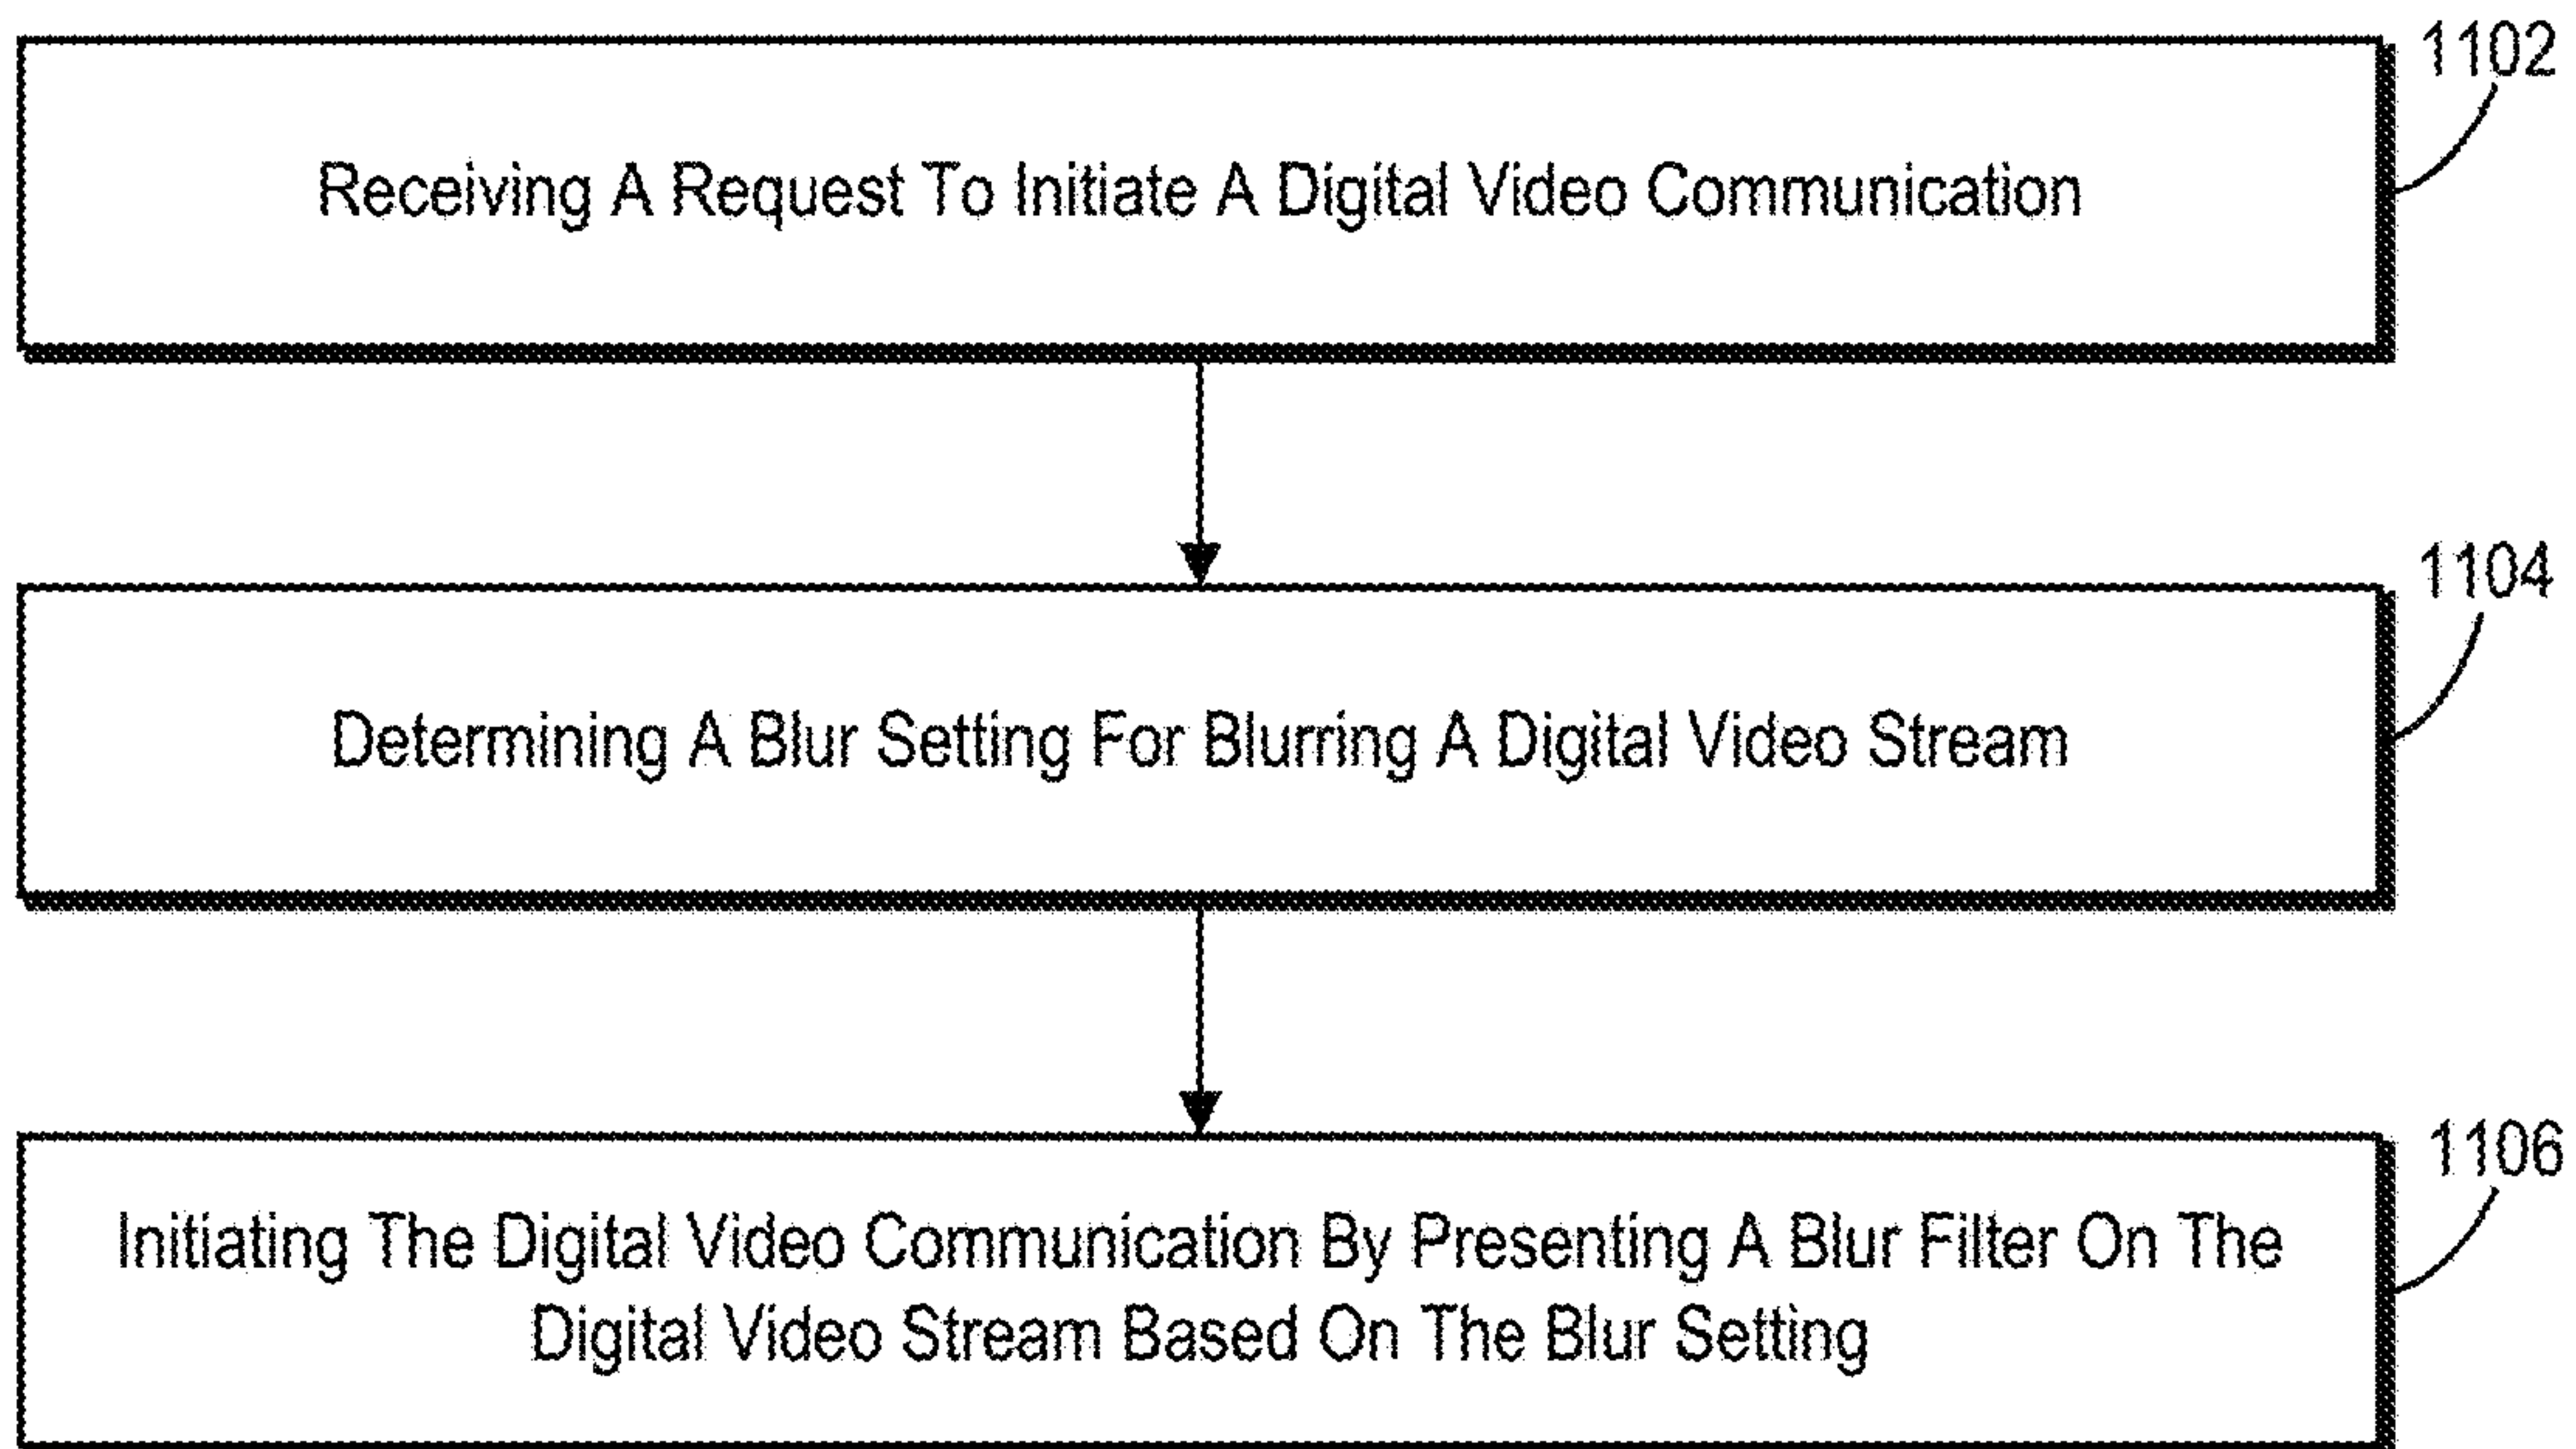 1102
Receiving A Request To Initiate A Digital Video Communication
1104
Determining A Blur Setting For Blurring A Digital Video Stream
1106
Initiating The Digital Video Communication By Presenting A Blur Filter On The
Digital Video Stream Based On The Blur Setting